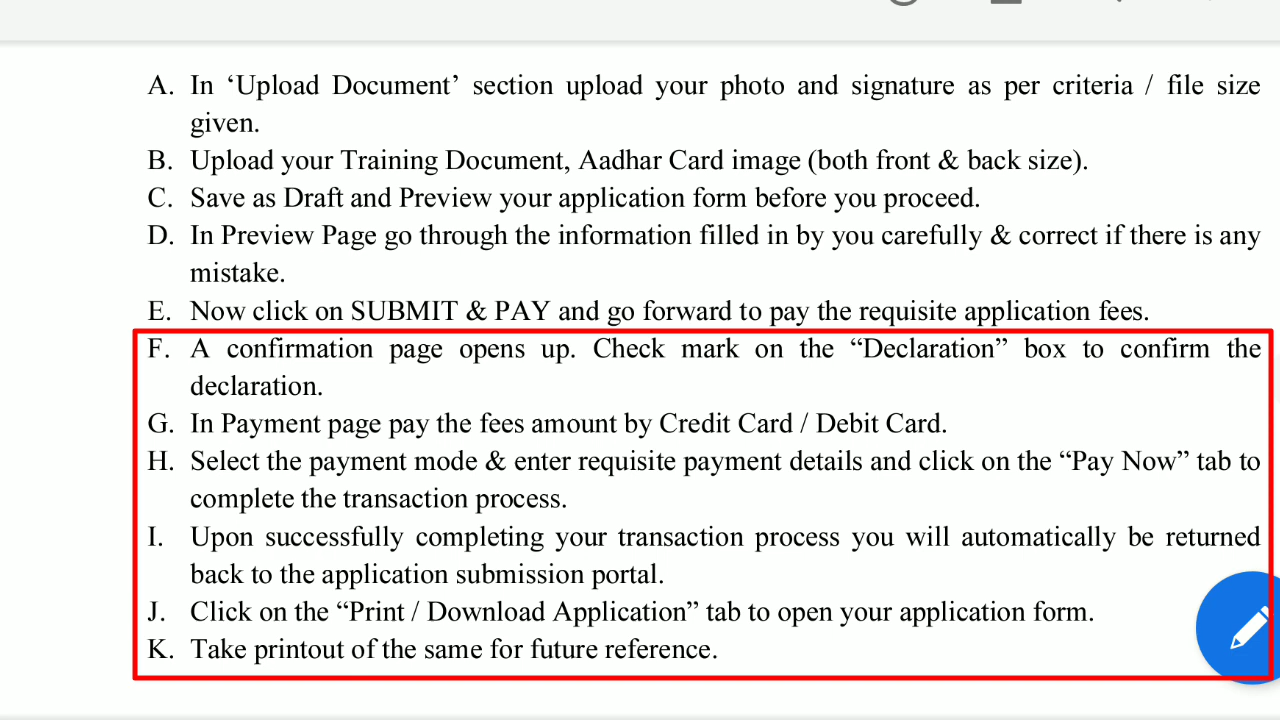 A. In ‘Upload Document’ section upload your photo and signature as per criteria / file size
given.
B. Upload your Training Document, Aadhar Card image (both front & back size).
C. Save as Draft and Preview your application form before you proceed.
D. In Preview Page go through the information filled in by you carefully & correct if there is any
mistake.
E. Now click on SUBMIT & PAY and go forward to pay the requisite application fees.
F. A confirmation page opens up. Check mark on the “Declaration” box to confirm the
declaration.
G. In Payment page pay the fees amount by Credit Card / Debit Card.
H. Select the payment mode & enter requisite payment details and click on the “Pay Now” tab to
complete the transaction process.
I. Upon successfully completing your transaction process you will automatically be returned
back to the application submission portal.
J. Click on the “Print / Download Application” tab to open your application form.
K. Take printout of the same for future reference.